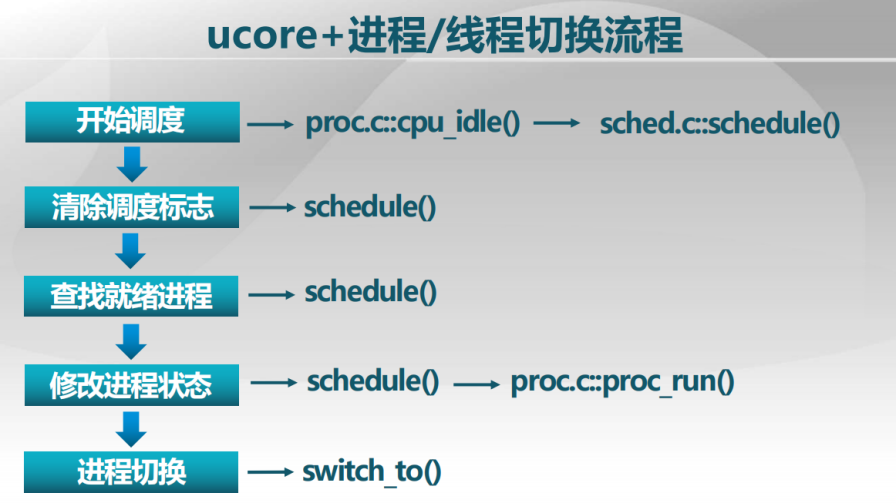 ucore+进程/线程切换流程
开始调度 proc.c::cpu_idle() sched.c::schedule()
清除调度标志 schedule()
查找就绪进程 schedule()
修改进程状态 schedule() proc.c::proc_run()
进程切换 switch_to()